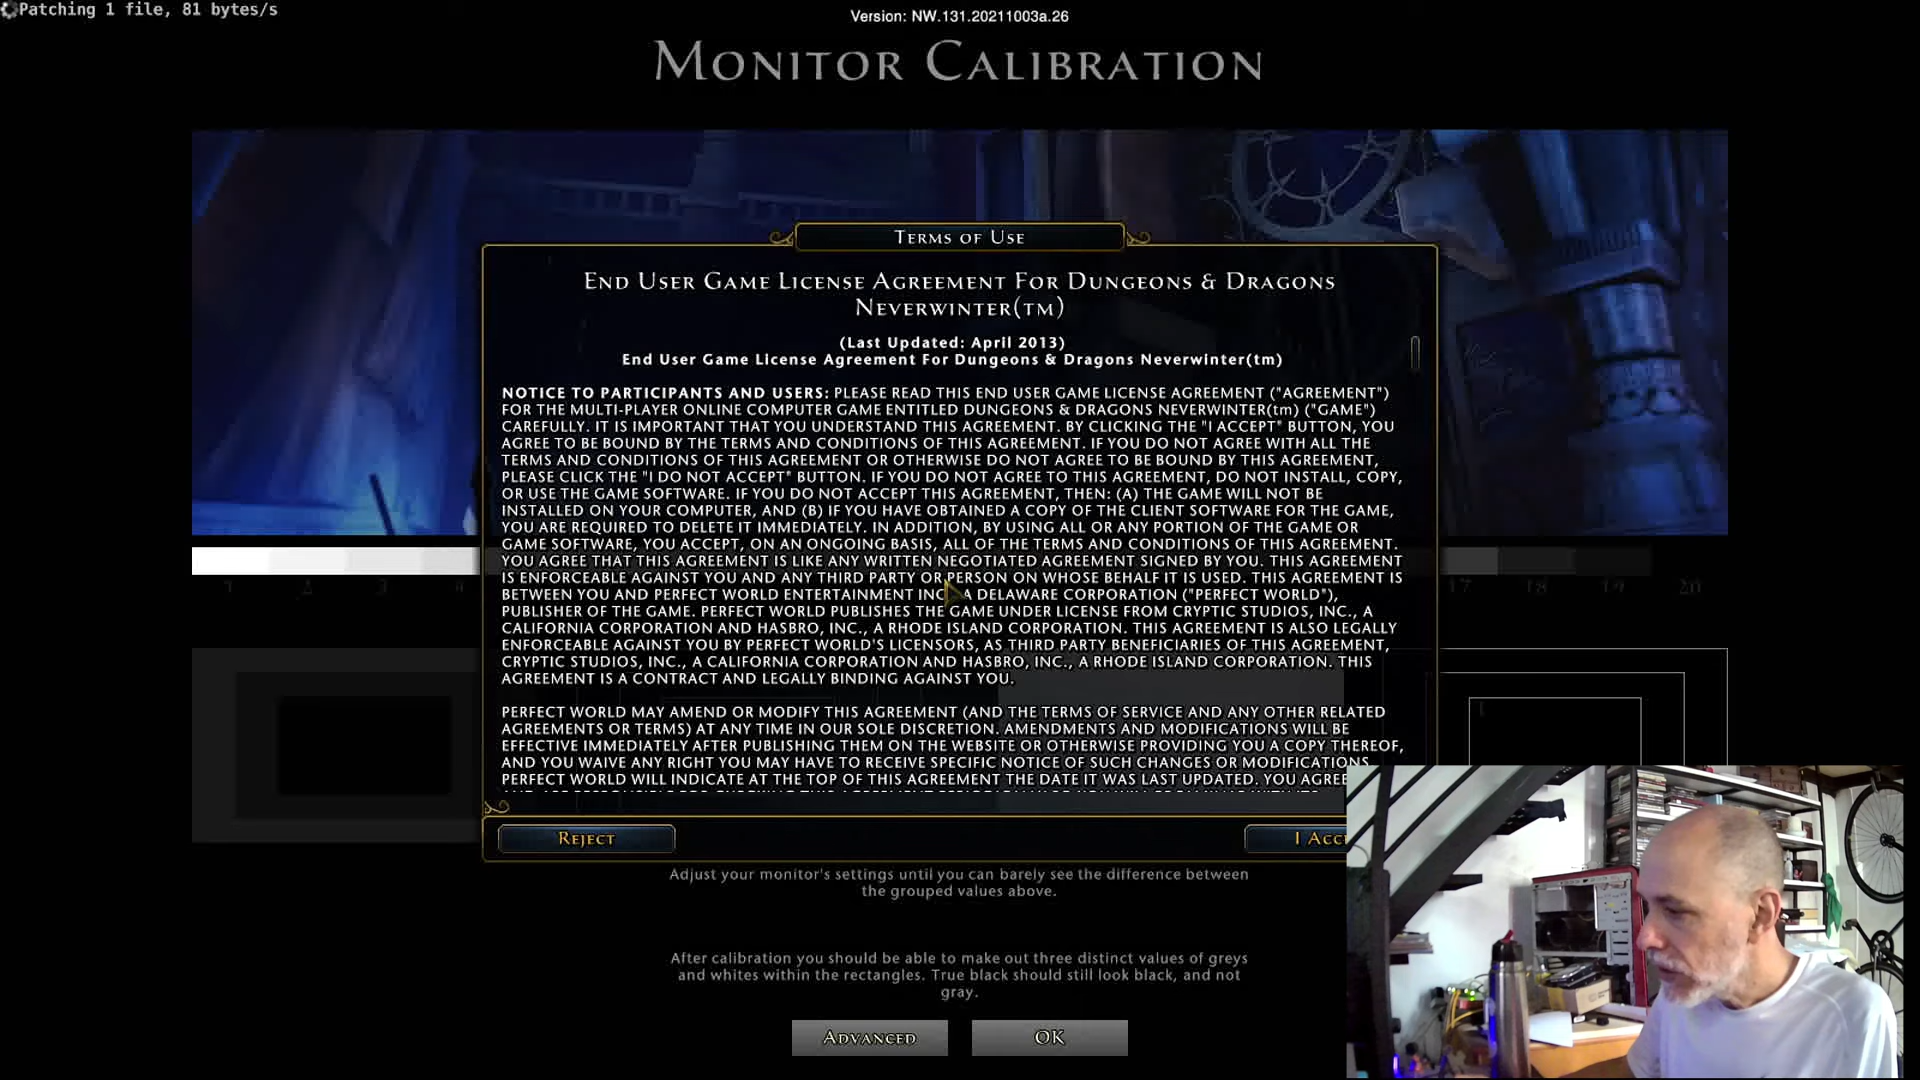 Patching 1 file, 81 bytes/s
Version: NW.131.20211003a.26
MONITOR CALIBRATION
TERMS OF USE
END USER GAME LICENSE AGREEMENT FOR DUNGEONS & DRAGONS
NEVERWINTER(TM)
(Last Updated: April 2013)
End User Game License Agreement For Dungeons & Dragons Neverwinter(tm)
NOTICE TO PARTICIPANTS AND USERS: PLEASE READ THIS END USER GAME LICENSE AGREEMENT ("AGREEMENT")
FOR THE MULTI-PLAYER ONLINE COMPUTER GAME ENTITLED DUNGEONS & DRAGONS NEVERWINTER(tm) ("GAME")
CAREFULLY. IT IS IMPORTANT THAT YOU UNDERSTAND THIS AGREEMENT. BY CLICKING THE "I ACCEPT" BUTTON, YOU
AGREE TO BE BOUND BY THE TERMS AND CONDITIONS OF THIS AGREEMENT. IF YOU DO NOT AGREE WITH ALL THE
TERMS AND CONDITIONS OF THIS AGREEMENT OR OTHERWISE DO NOT AGREE TO BE BOUND BY THIS AGREEMENT,
PLEASE CLICK THE "I DO NOT ACCEPT" BUTTON. IF YOU DO NOT AGREE TO THIS AGREEMENT, DO NOT INSTALL, COPY,
OR USE THE GAME SOFTWARE. IF YOU DO NOT ACCEPT THIS AGREEMENT, THEN: (A) THE GAME WILL NOT BE
INSTALLED ON YOUR COMPUTER, AND (B) IF YOU HAVE OBTAINED A COPY OF THE CLIENT SOFTWARE FOR THE GAME,
YOU ARE REQUIRED TO DELETE IT IMMEDIATELY. IN ADDITION, BY USING ALL OR ANY PORTION OF THE GAME OR
GAME SOFTWARE, YOU ACCEPT, ON AN ONGOING BASIS, ALL OF THE TERMS AND CONDITIONS OF THIS AGREEMENT.
YOU AGREE THAT THIS AGREEMENT IS LIKE ANY WRITTEN NEGOTIATED AGREEMENT SIGNED BY YOU. THIS AGREEMENT
IS ENFORCEABLE AGAINST YOU AND ANY THIRD PARTY OR PERSON ON WHOSE BEHALF IT IS USED. THIS AGREEMENT IS
BETWEEN YOU AND PERFECT WORLD ENTERTAINMENT INC., A DELAWARE CORPORATION ("PERFECT WORLD"),
PUBLISHER OF THE GAME. PERFECT WORLD PUBLISHES THE GAME UNDER LICENSE FROM CRYPTIC STUDIOS, INC., A
CALIFORNIA CORPORATION AND HASBRO, INC., A RHODE ISLAND CORPORATION. THIS AGREEMENT IS ALSO LEGALLY
ENFORCEABLE AGAINST YOU BY PERFECT WORLD'S LICENSORS, AS THIRD PARTY BENEFICIARIES OF THIS AGREEMENT,
CRYPTIC STUDIOS, INC., A CALIFORNIA CORPORATION AND HASBRO, INC., A RHODE ISLAND CORPORATION. THIS
AGREEMENT IS A CONTRACT AND LEGALLY BINDING AGAINST YOU.
PERFECT WORLD MAY AMEND OR MODIFY THIS AGREEMENT (AND THE TERMS OF SERVICE AND ANY OTHER RELATED
AGREEMENTS OR TERMS) AT ANY TIME IN OUR SOLE DISCRETION. AMENDMENTS AND MODIFICATIONS WILL BE
EFFECTIVE IMMEDIATELY AFTER PUBLISHING THEM ON THE WEBSITE OR OTHERWISE PROVIDING YOU A COPY THEREOF,
AND YOU WAIVE ANY RIGHT YOU MAY HAVE TO RECEIVE SPECIFIC NOTICE OF SUCH CHANGES OR MODIFICATIONS
PERFECT WORLD WILL INDICATE AT THE TOP OF THIS AGREEMENT THE DATE IT WAS LAST UPDATED. YOU AGREE
1 2 3 4 17 18 19 20
REJECT
I ACC
Adjust your monitor's settings until you can barely see the difference between
the grouped values above.
After calibration you should be able to make out three distinct values of greys
and whites within the rectangles. True black should still look black, and not
gray.
ADVANCED
OK